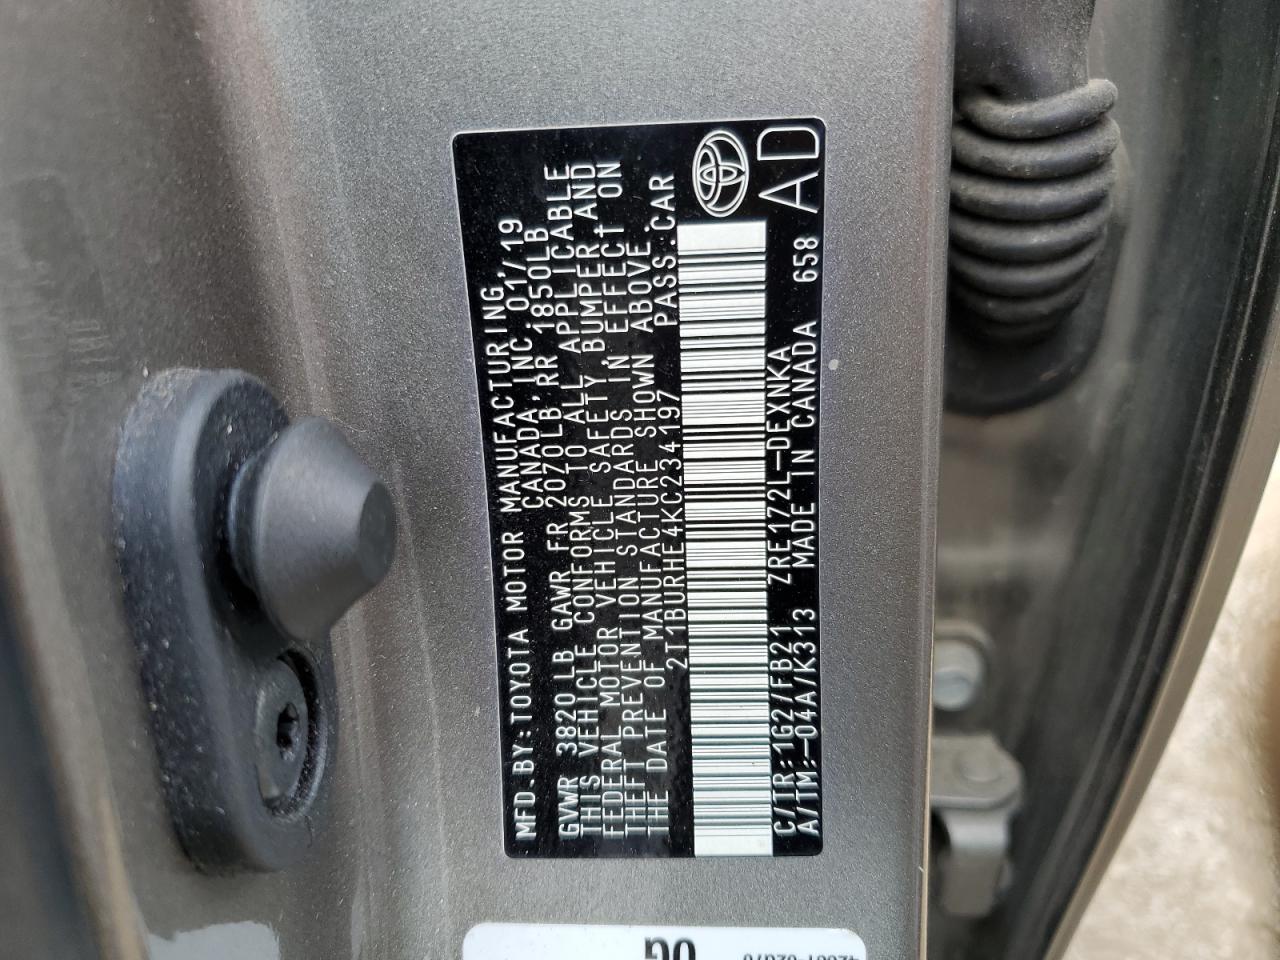 MFD.BY:TOYOTA MOTOR MANUFACTURING,
CANADA, INC. 01/19
GVWR 3820 LB GAWR FR 2070LB, RR 1850LB
THIS VEHICLE CONFORMS TO ALL APPLICABLE
FEDERAL MOTOR VEHICLE SAFETY, BUMPER, AND
THEFT PREVENTION STANDARDS IN EFFECT ON
THE DATE OF MANUFACTURE SHOWN ABOVE.
2T1BURHE4KC234197 PASS.CAR
C/TR:1G2/FB21 ZRE172L-DEXNKA
A/TM:-04A/K313 MADE IN CANADA 658
AD